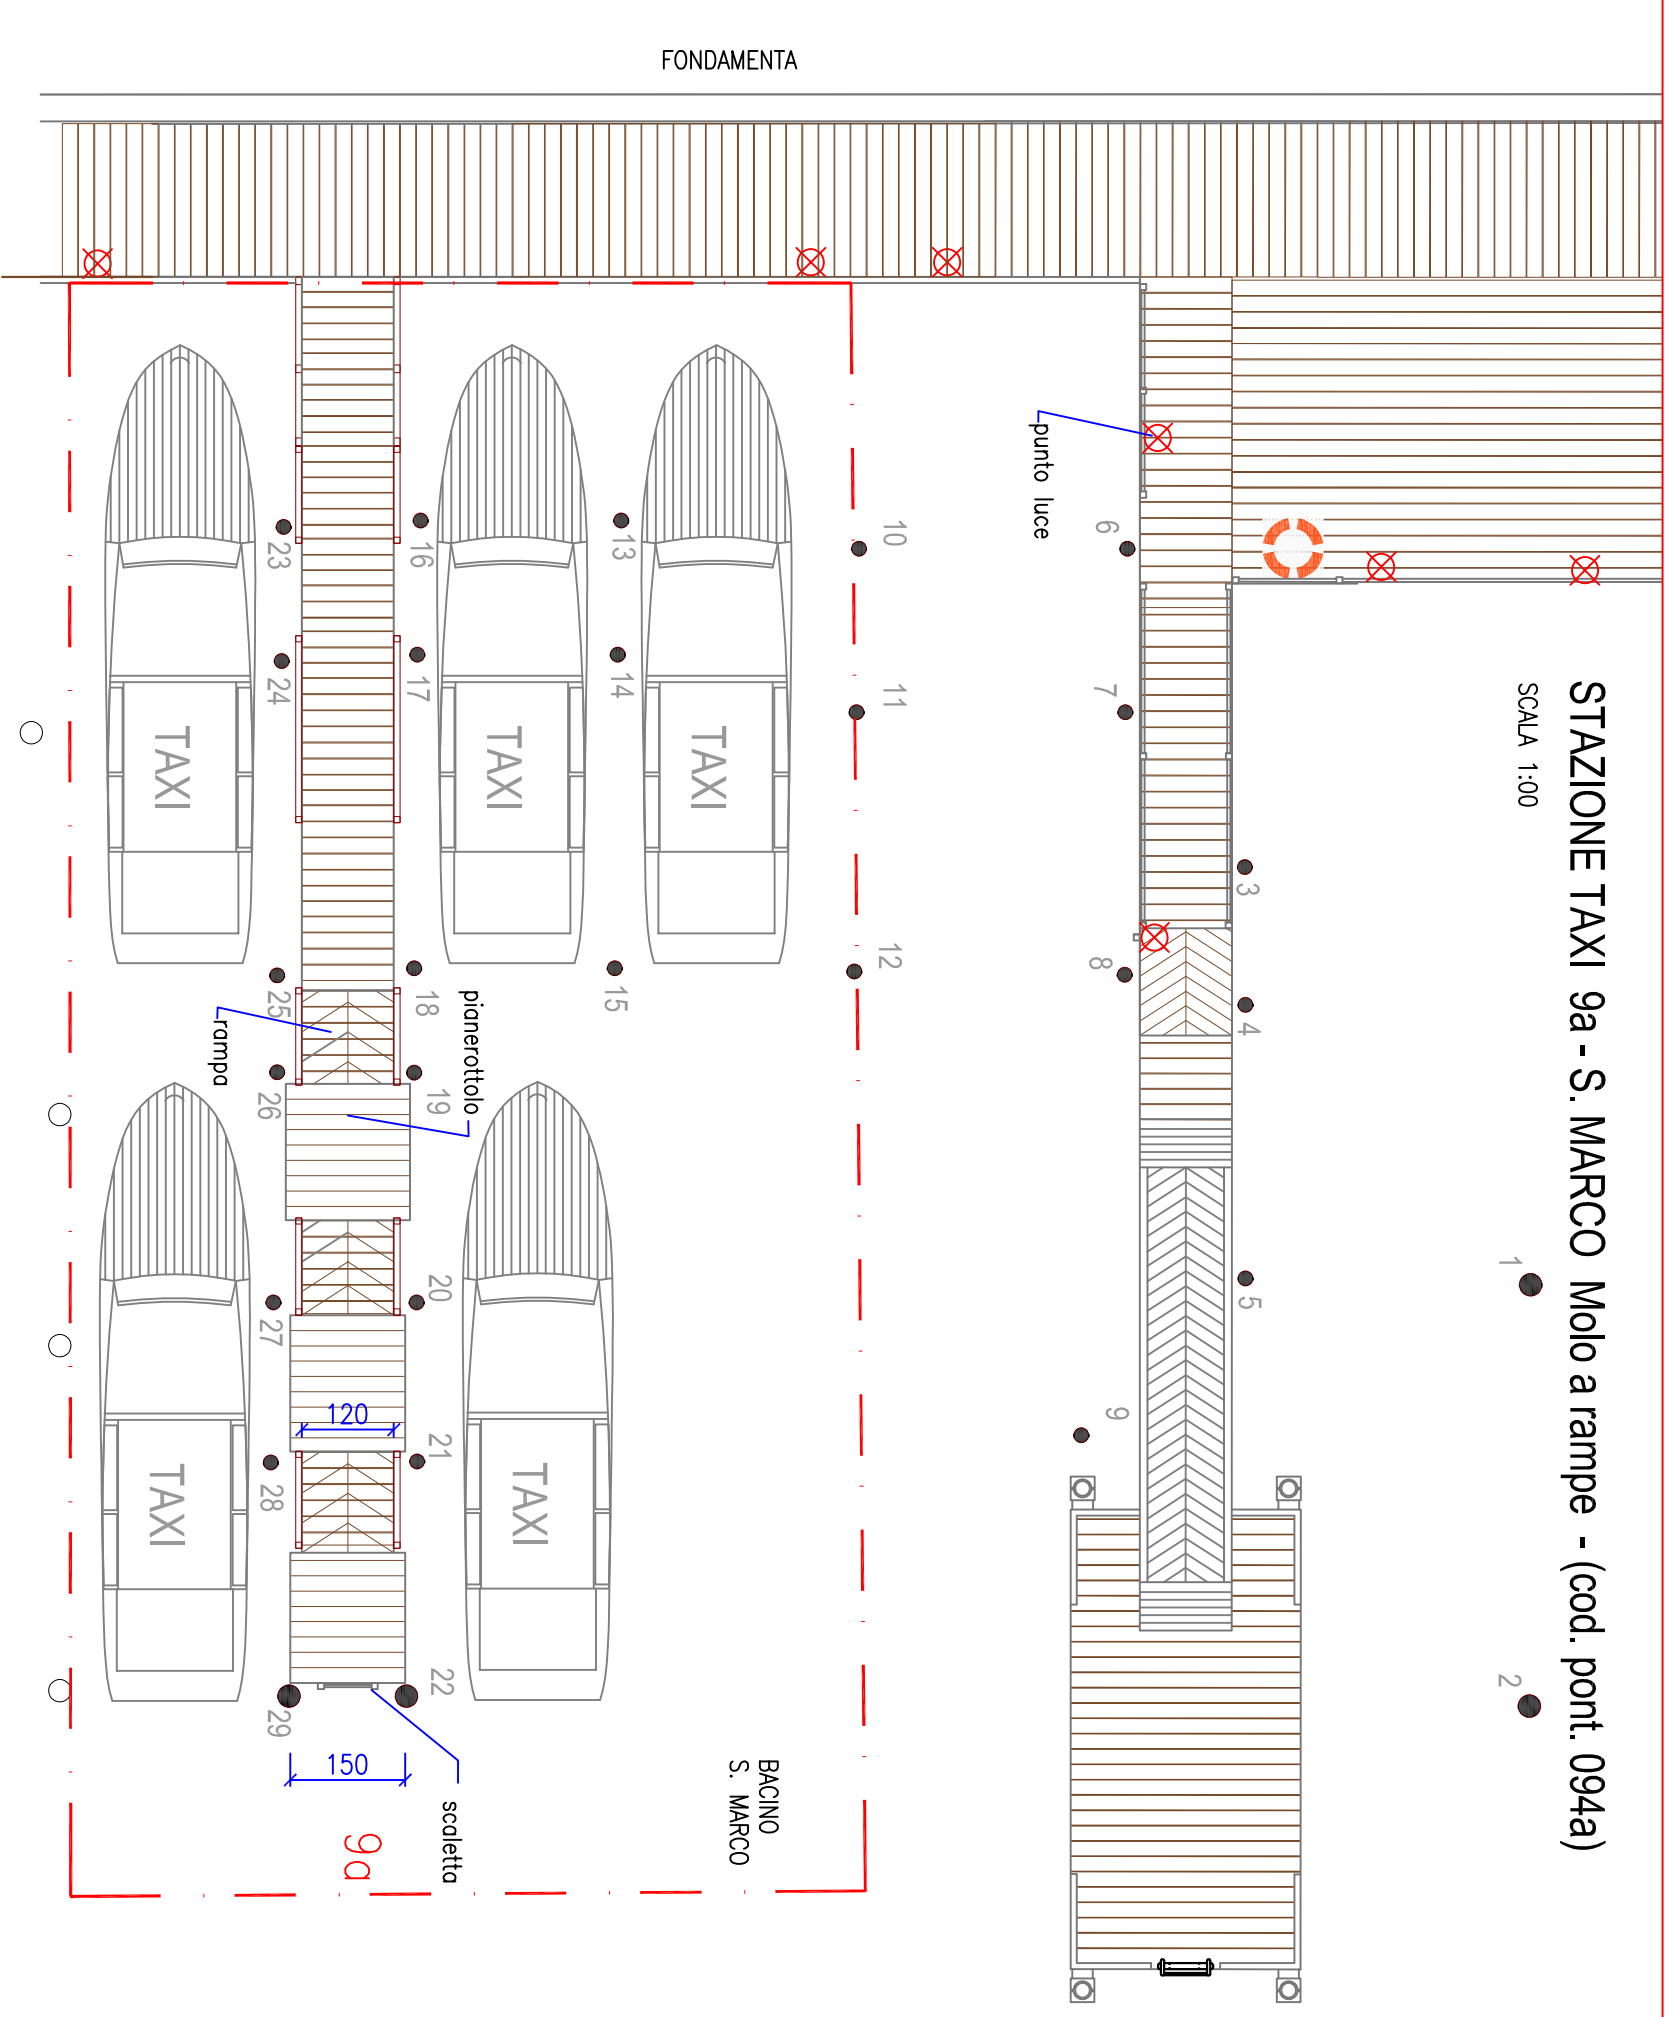 STAZIONE TAXI 9a - S. MARCO Molo a rampe - (cod. pont. 094a)
SCALA 1:00
FONDAMENTA
1
2
3
4
5
punto luce
6
7
8
9
10
11
12
BACINO
S. MARCO
TAXI
13
14
15
TAXI
TAXI
16
17
18
19
20
21
22
pianerottolo
scaletta
120
150
9a
23
24
25
26
27
28
29
rampa
TAXI
TAXI